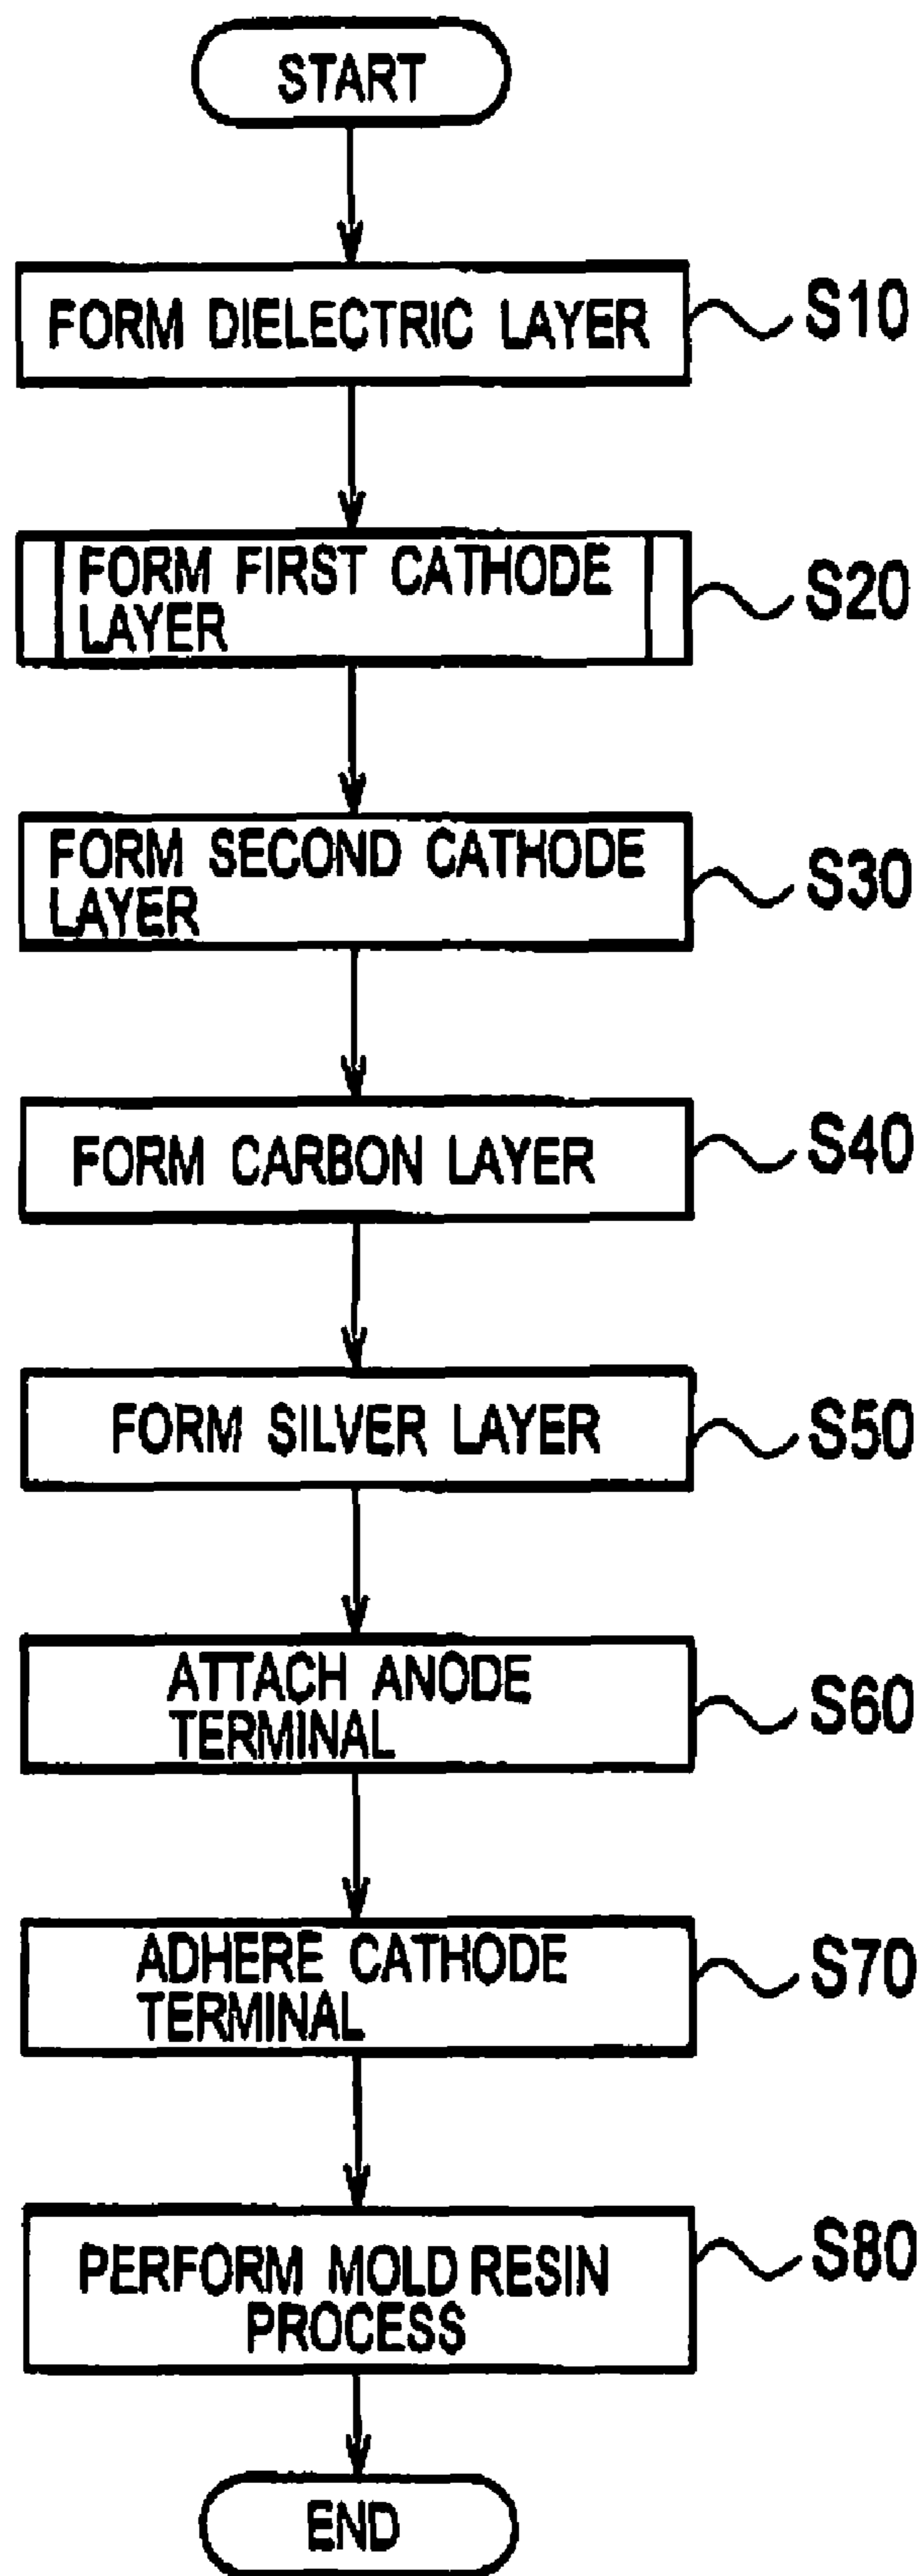 START
FORM DIELECTRIC LAYER
S10
FORM FIRST CATHODE
LAYER
S20
FORM SECOND CATHODE
LAYER
S30
FORM CARBON LAYER
S40
FORM SILVER LAYER
S50
ATTACH ANODE
TERMINAL
S60
ADHERE CATHODE
TERMINAL
S70
PERFORM MOLD RESIN
PROCESS
S80
END